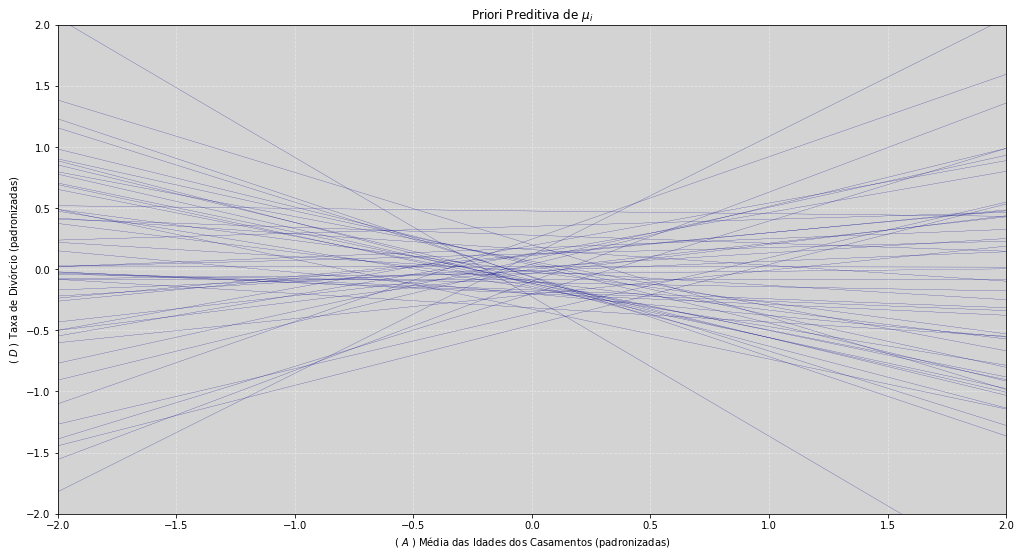 Priori Preditiva de μᵢ
2.0
1.5
1.0
0.5
0.0
−0.5
−1.0
−1.5
−2.0
( D ) Taxa de Divórcio (padronizadas)
−2.0 −1.5 −1.0 −0.5 0.0 0.5 1.0 1.5 2.0
( A ) Média das Idades dos Casamentos (padronizadas)